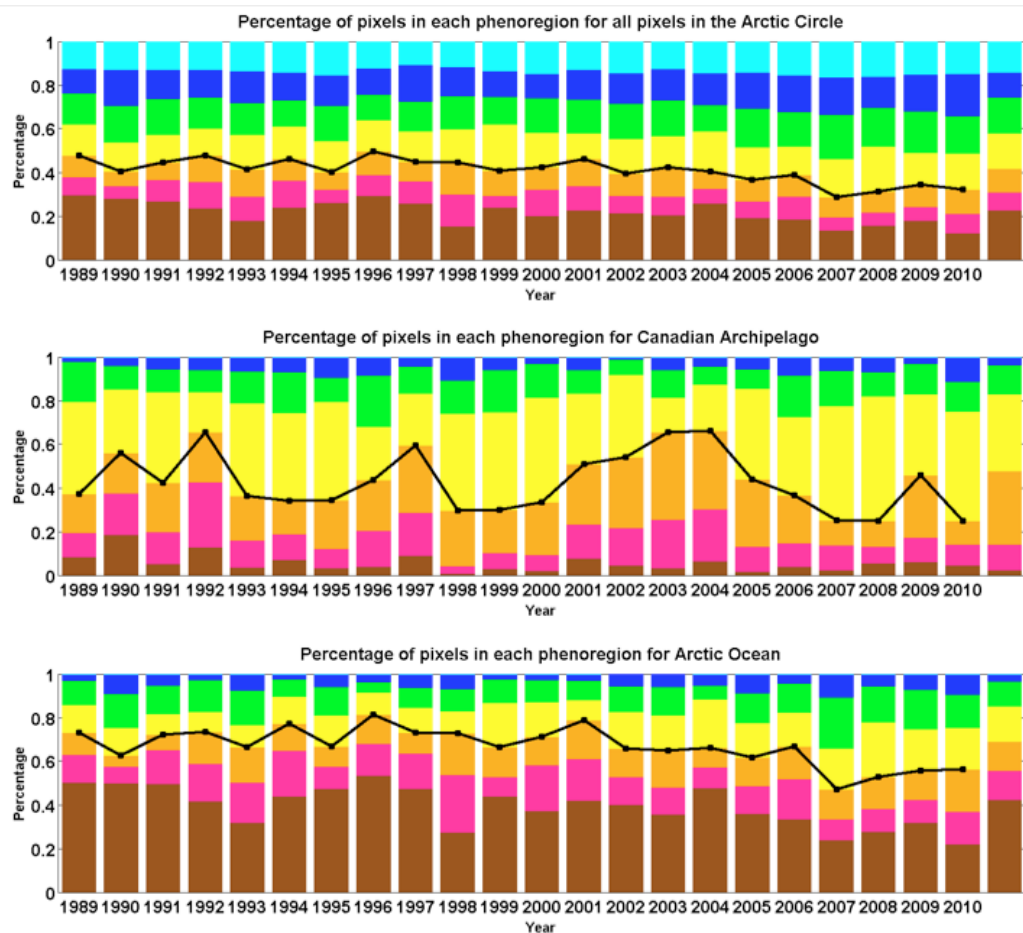 Percentage of pixels in each phenoregion for all pixels in the Arctic Circle
1
0.8
0.6
0.4
0.2
0
Percentage
1989 1990 1991 1992 1993 1994 1995 1996 1997 1998 1999 2000 2001 2002 2003 2004 2005 2006 2007 2008 2009 2010
Year
Percentage of pixels in each phenoregion for Canadian Archipelago
1
0.8
0.6
0.4
0.2
0
Percentage
1989 1990 1991 1992 1993 1994 1995 1996 1997 1998 1999 2000 2001 2002 2003 2004 2005 2006 2007 2008 2009 2010
Year
Percentage of pixels in each phenoregion for Arctic Ocean
1
0.8
0.6
0.4
0.2
0
Percentage
1989 1990 1991 1992 1993 1994 1995 1996 1997 1998 1999 2000 2001 2002 2003 2004 2005 2006 2007 2008 2009 2010
Year